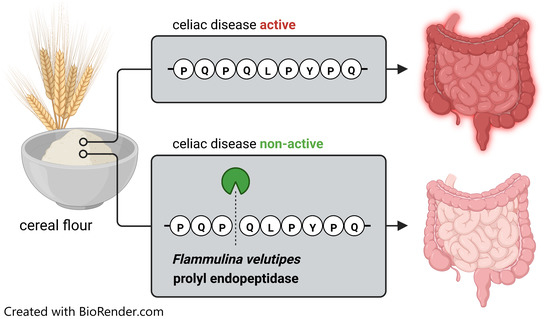 celiac disease active
P Q P Q L P Y P Q
celiac disease non-active
P Q P Q L P Y P Q
cereal flour
Flammulina velutipes
prolyl endopeptidase
Created with BioRender.com